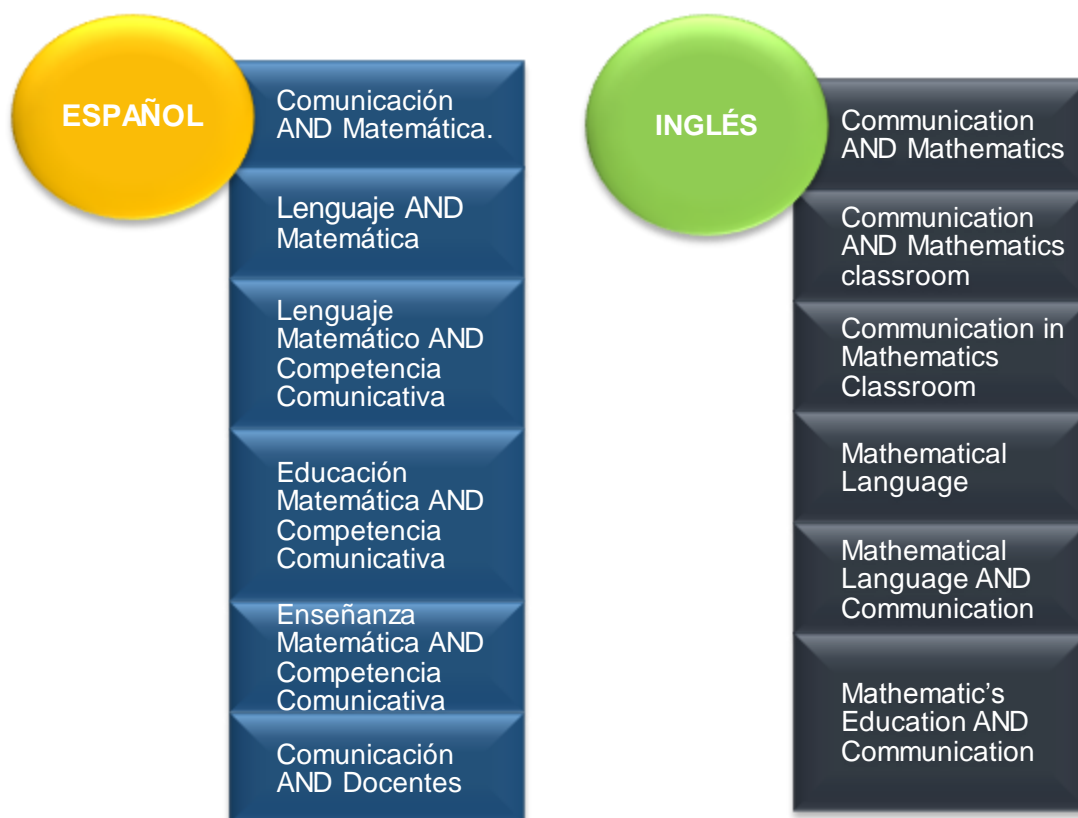 ESPAÑOL
Comunicación
AND Matemática.
Lenguaje AND
Matemática
Lenguaje
Matemático AND
Competencia
Comunicativa
Educación
Matemática AND
Competencia
Comunicativa
Enseñanza
Matemática AND
Competencia
Comunicativa
Comunicación
AND Docentes
INGLÉS
Communication
AND Mathematics
Communication
AND Mathematics
classroom
Communication in
Mathematics
Classroom
Mathematical
Language
Mathematical
Language AND
Communication
Mathematic’s
Education AND
Communication